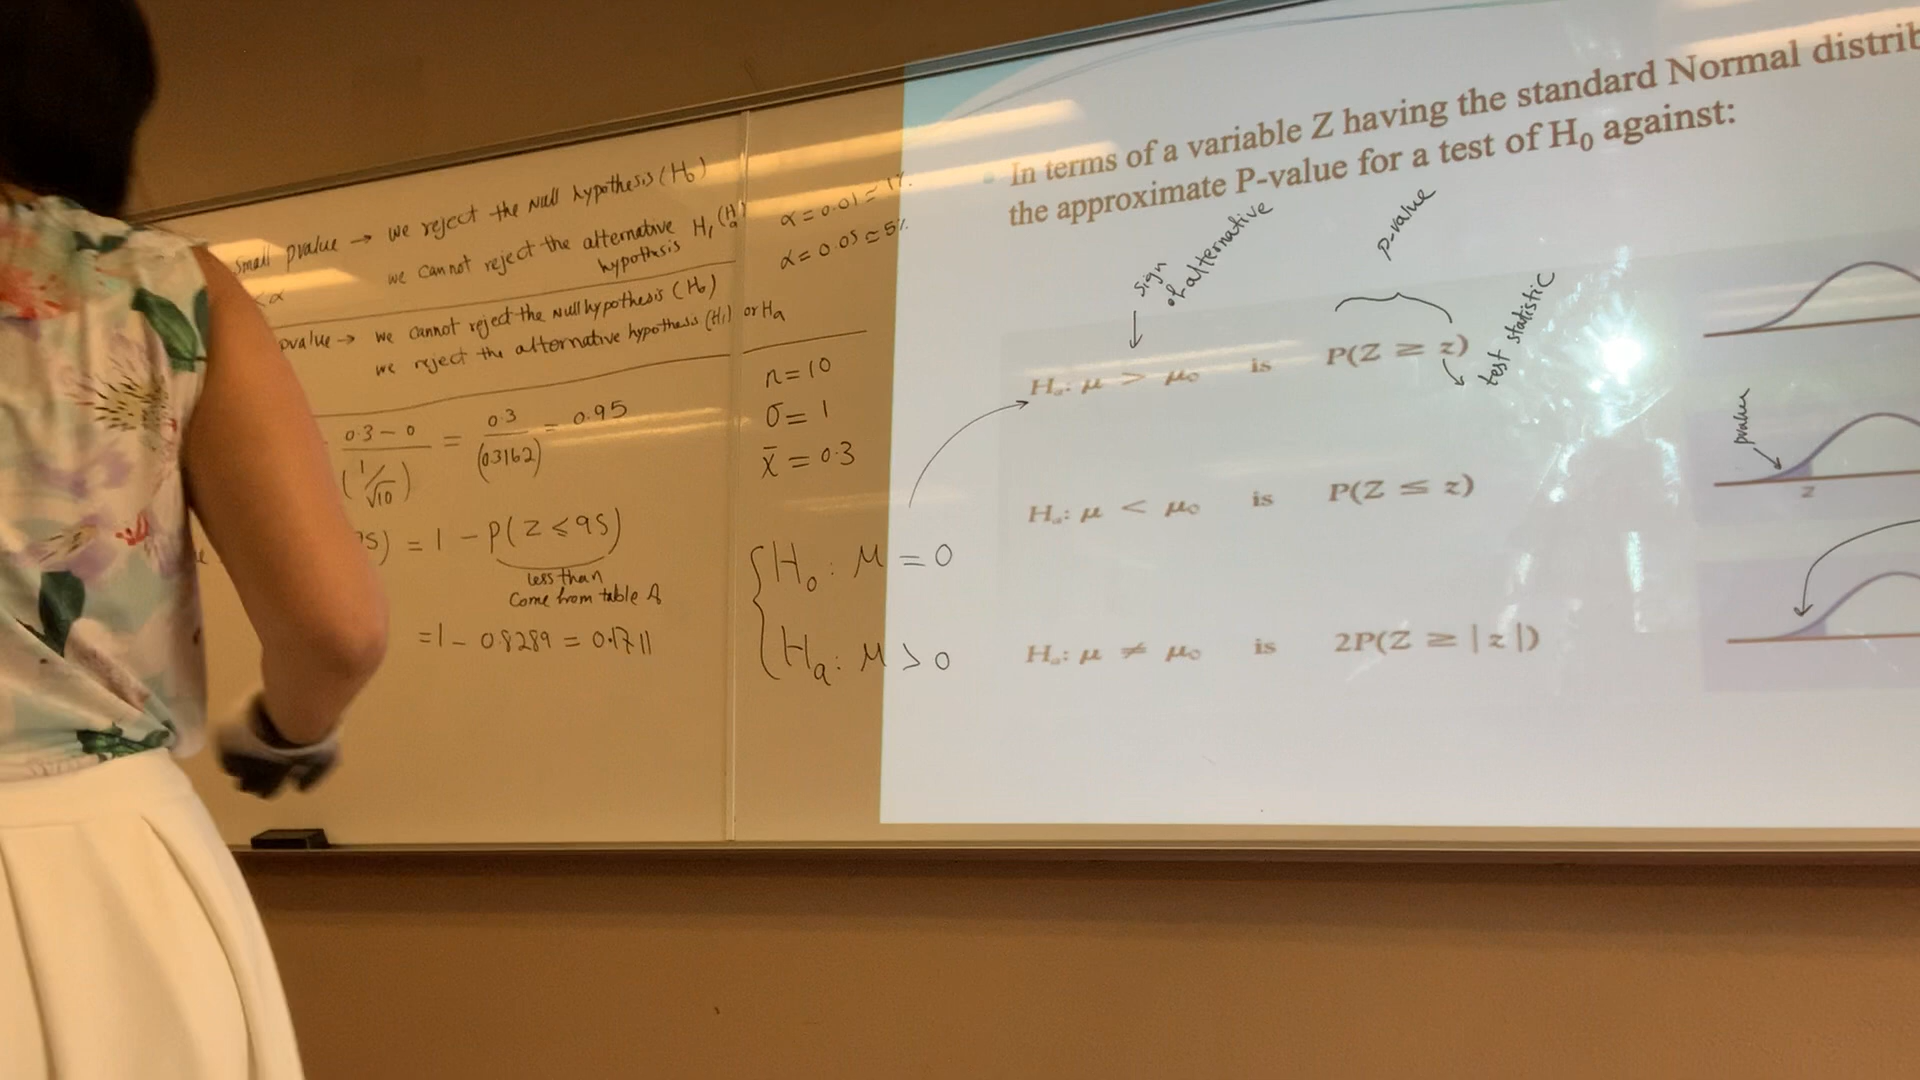 small pvalue → we reject the Null hypothesis (H₀)
< α
we cannot reject the alternative H₁ (Hₐ)
hypothesis
pvalue → we cannot reject the Null hypothesis (H₀)
we reject the alternative hypothesis (H₁) or Ha
α = 0.01 = 1%
α = 0.05 = 5%
0.3 - 0 / (1/√10) = 0.3 / (0.3162) = 0.95
95) = 1 - P(Z ≤ 95)
less than
Come from table A
= 1 - 0.8289 = 0.1711
n = 10
σ = 1
x̄ = 0.3
H₀: μ = 0
Hₐ: μ > 0
In terms of a variable Z having the standard Normal distrib
the approximate P-value for a test of H₀ against:
sign
of alternative
p-value
test statistic
Hₐ: μ > μ₀ is P(Z ≥ z)
Hₐ: μ < μ₀ is P(Z ≤ z)
Hₐ: μ ≠ μ₀ is 2P(Z ≥ |z|)
pvalue
z